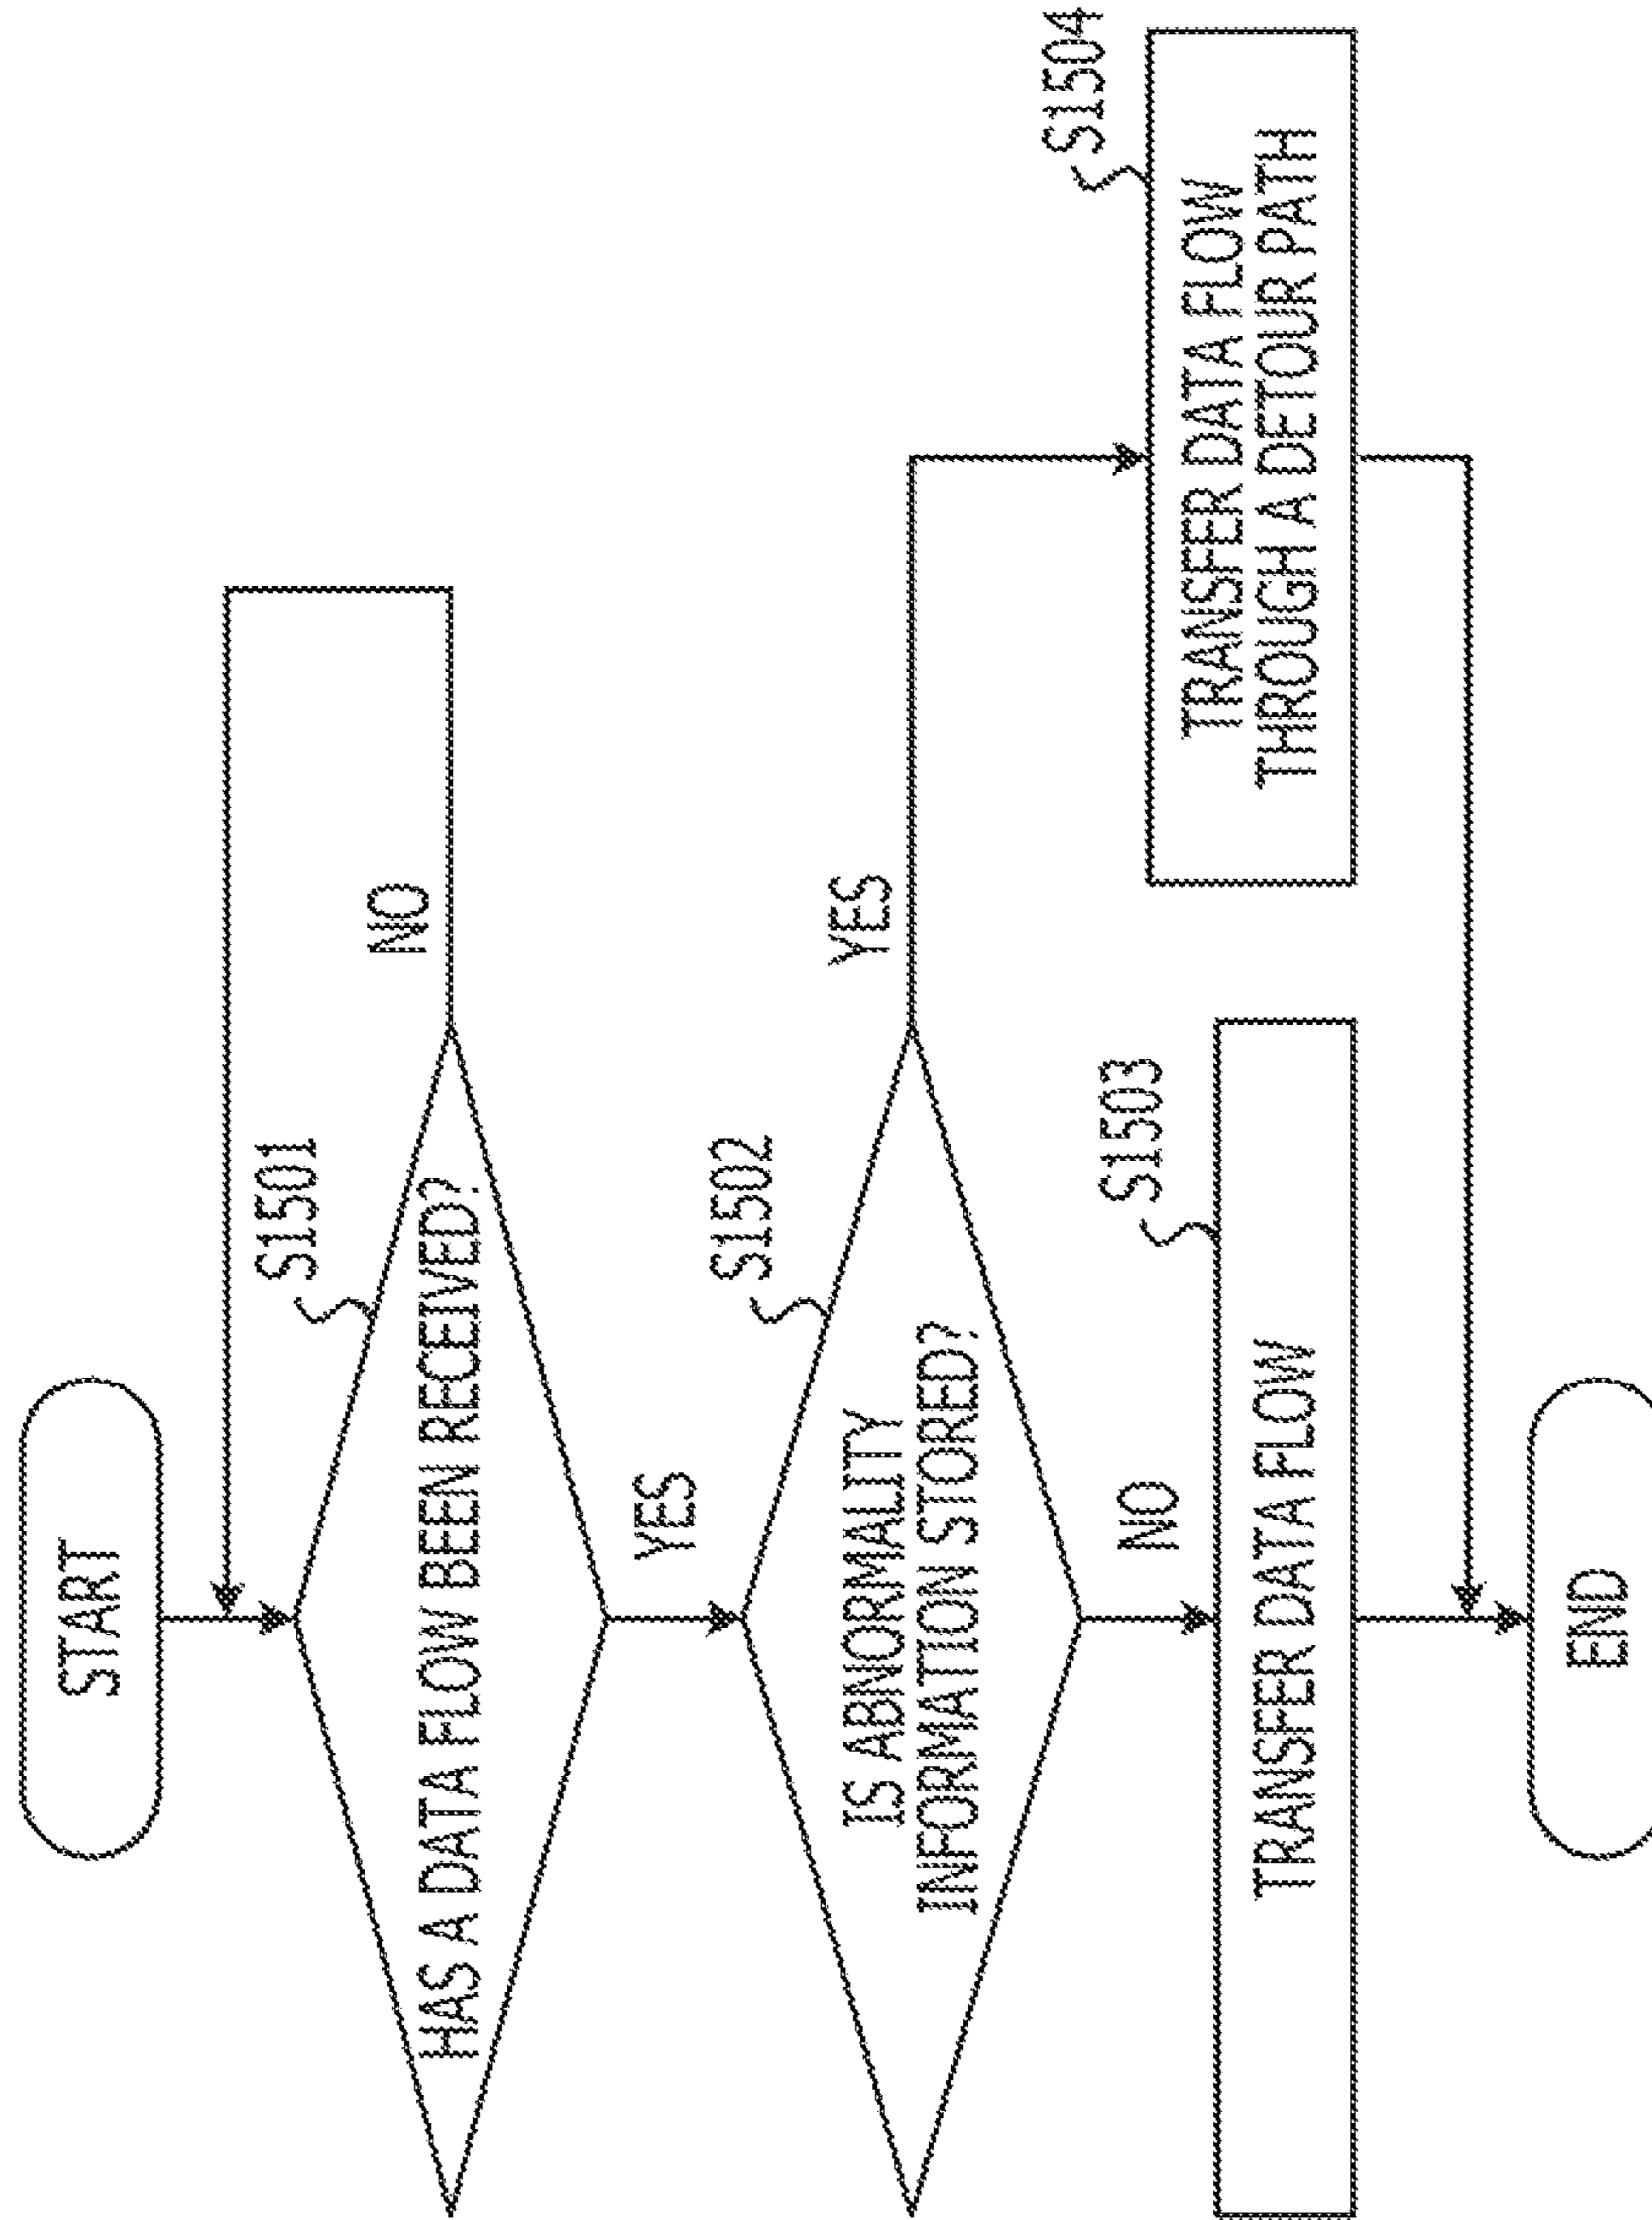 START
S1501
HAS A DATA FLOW BEEN RECEIVED?
NO
YES
S1502
IS ABNORMALITY
INFORMATION STORED?
YES
NO
S1503
TRANSFER DATA FLOW
S1504
TRANSFER DATA FLOW
THROUGH A DETOUR PATH
END